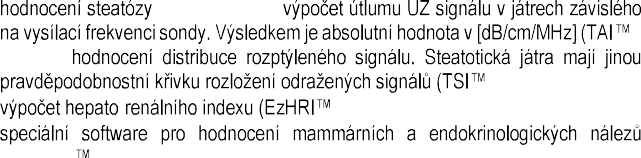 hodnocení steatózy výpočet útlumu UZ signálu v játrech závislého
na vysílací frekvenci sondy. Výsledkem je absolutní hodnota v [dB/cm/MHz] (TAI™
hodnocení distribuce rozptýleného signálu. Steatotická játra mají jinou
pravděpodobnostní křivku rozložení odražených signálů (TSI™
výpočet hepato renálního indexu (EzHRI™
speciální software pro hodnocení mammárních a endokrinologických nálezů
™